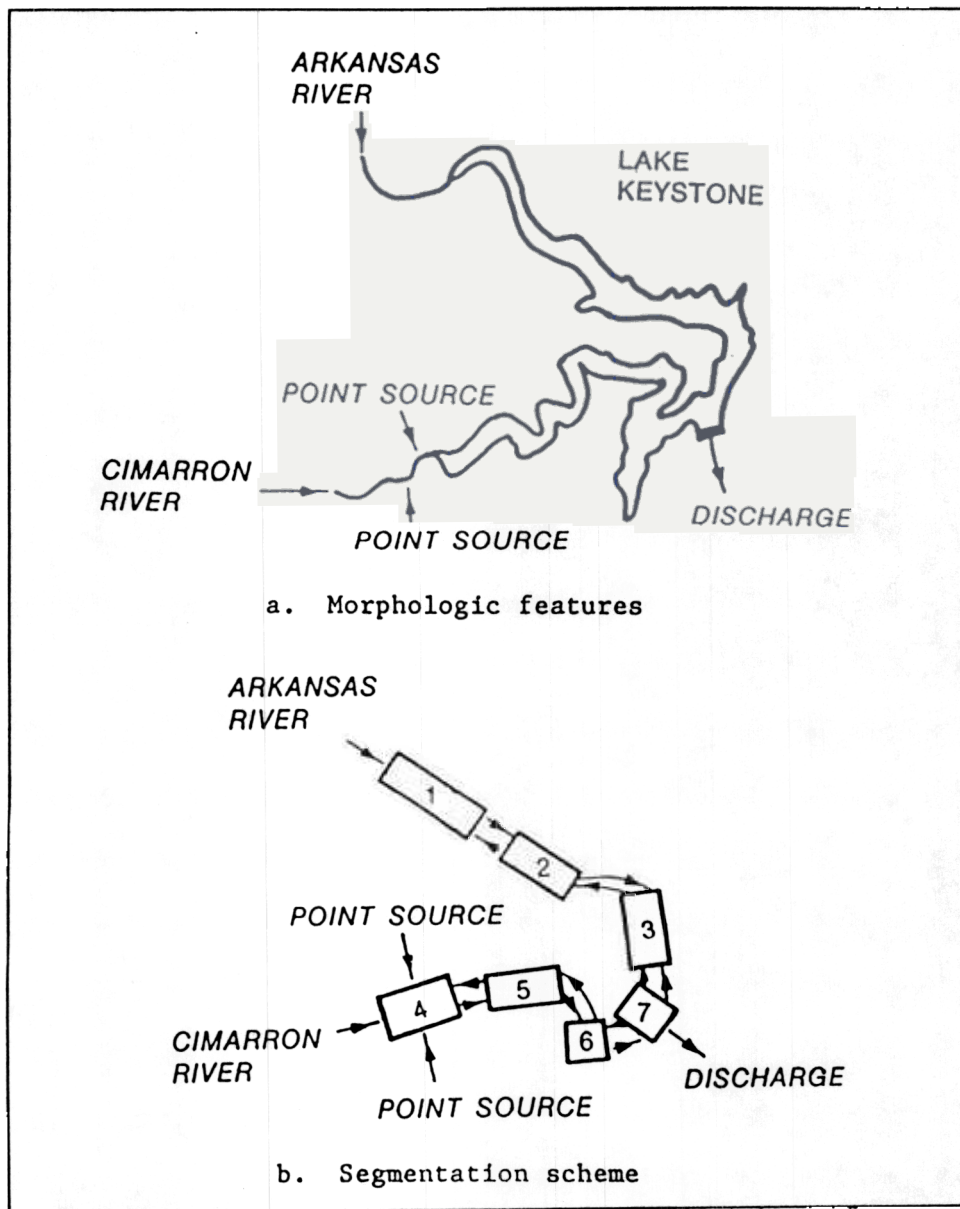 ARKANSAS
RIVER
LAKE
KEYSTONE
POINT SOURCE
CIMARRON
RIVER
POINT SOURCE
DISCHARGE
a. Morphologic features
ARKANSAS
RIVER
1
2
3
POINT SOURCE
4
5
6
7
CIMARRON
RIVER
DISCHARGE
POINT SOURCE
b. Segmentation scheme